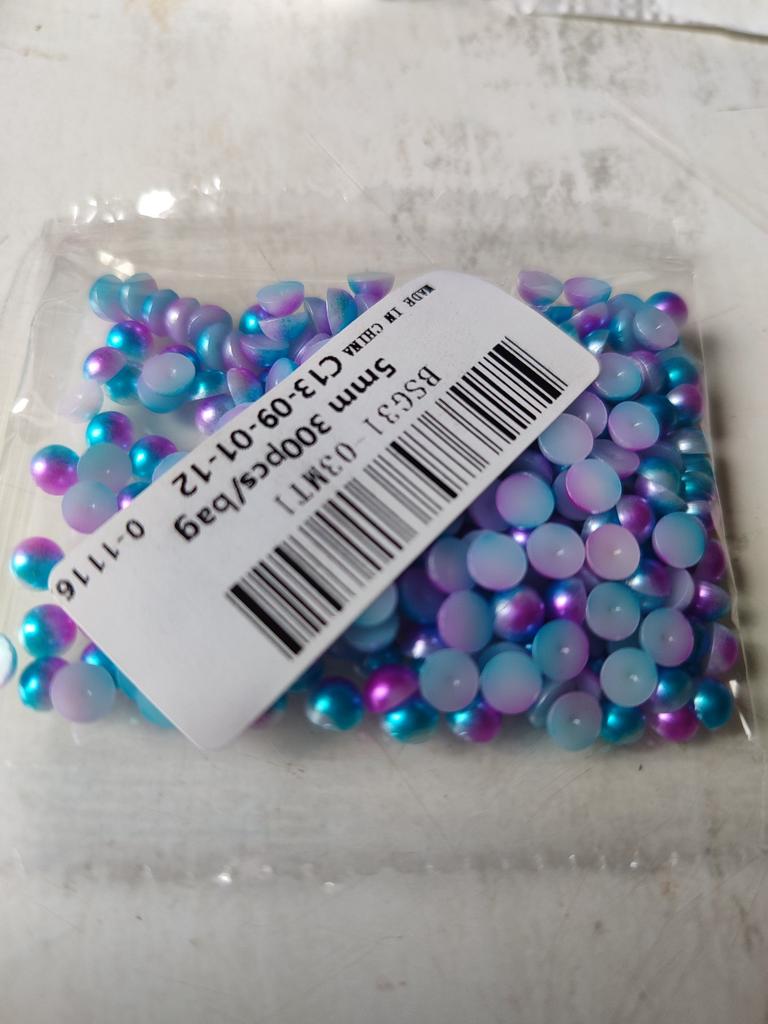 BSG31-03MT1
5mm 300pcs/bag
MADE IN CHINA C13-09-01-12
0-1116